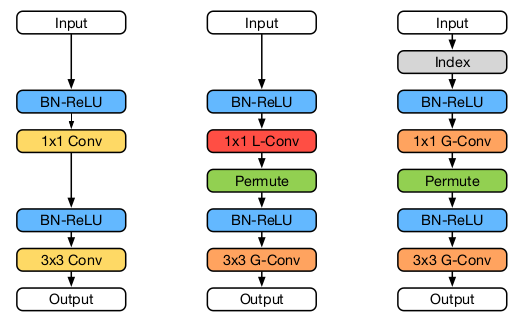 Input
BN-ReLU
1x1 Conv
BN-ReLU
3x3 Conv
Output
Input
BN-ReLU
1x1 L-Conv
Permute
BN-ReLU
3x3 G-Conv
Output
Input
Index
BN-ReLU
1x1 G-Conv
Permute
BN-ReLU
3x3 G-Conv
Output